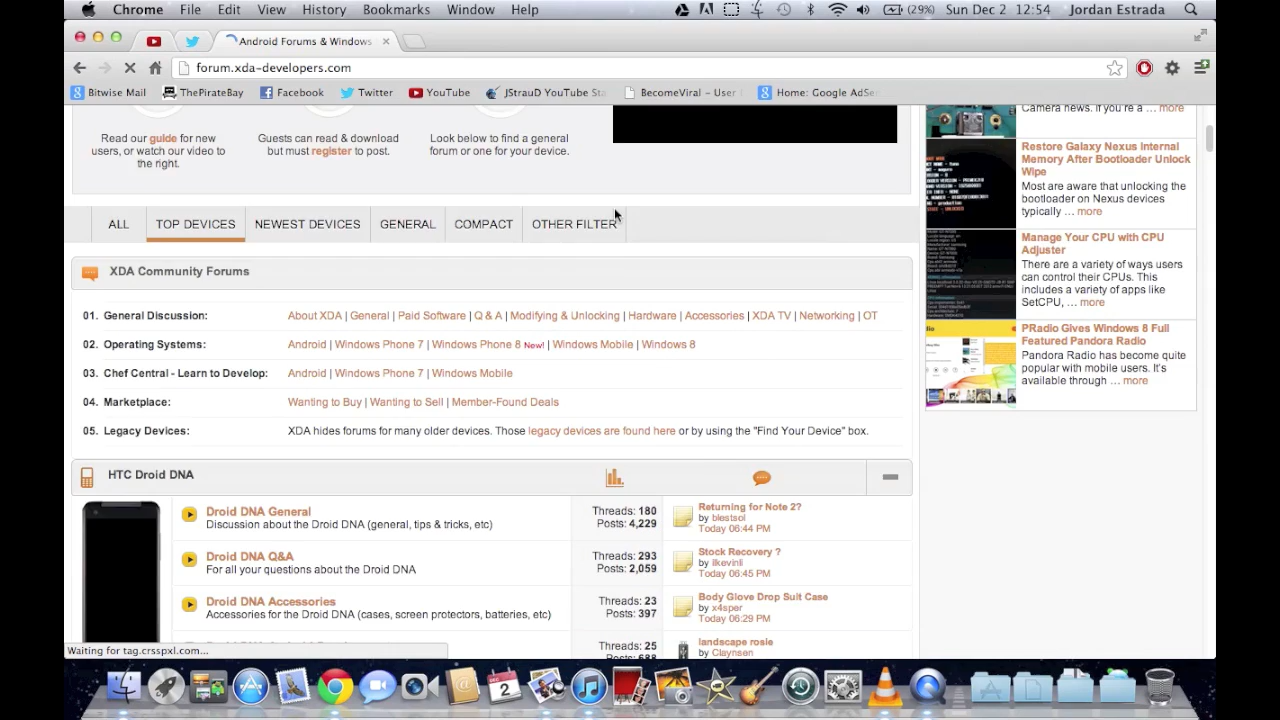 Chrome File Edit View History Bookmarks Window Help (29%) Sun Dec 2 12:54 Jordan Estrada
Android Forums & Windows
forum.xda-developers.com
Bitwise Mail ThePirateBay Facebook Twitter YouTube JStrauD YouTube Sta BecomeViral - User Home: Google AdSen
Read our guide for new
users, or watch our video to
the right.
Guests can read & download
but must register to post.
Look below to find a general
forum or one for your device.
Camera news. If you're a ... more
Restore Galaxy Nexus Internal
Memory After Bootloader Unlock
Wipe
Most are aware that unlocking the
bootloader on Nexus devices
typically ... more
Manage Your CPU with CPU
Adjuster
There are a variety of ways users
can control their CPUs. This
includes a variety of apps like
SetCPU, ... more
PRadio Gives Windows 8 Full
Featured Pandora Radio
Pandora Radio has become quite
popular with mobile users. It's
available through ... more
ALL TOP DEVICES NEWEST DEVICES GENERAL COMPACT OTHER FILTER
XDA Community Forums
01. General Discussion: About XDA | General | Paid Software | Q & A | Unlocking | Hardware | Accessories | XDA TV | Networking | OT
02. Operating Systems: Android | Windows Phone 7 | Windows Phone 8 New! | Windows Mobile | Windows 8
03. Chef Central - Learn to Android | Windows Phone 7 | Windows Mobile
04. Marketplace: Wanting to Buy | Wanting to Sell | Member-Found Deals
05. Legacy Devices: XDA hides forums for many older devices. Those legacy devices are found here or by using the "Find Your Device" box.
HTC Droid DNA
Droid DNA General
Discussion about the Droid DNA (general, tips & tricks, etc)
Threads: 180
Posts: 4,229
Returning for Note 2?
by blestsol
Today 06:44 PM
Droid DNA Q&A
For all your questions about the Droid DNA
Threads: 293
Posts: 2,059
Stock Recovery ?
by ilkevinli
Today 06:45 PM
Droid DNA Accessories
Accessories for the Droid DNA (cases, screen protectors, batteries, etc)
Threads: 23
Posts: 397
Body Glove Drop Suit Case
by x4sper
Today 06:29 PM
Threads: 25
landscape rosie
by Claynsen
Waiting for tag.crsspxl.com...